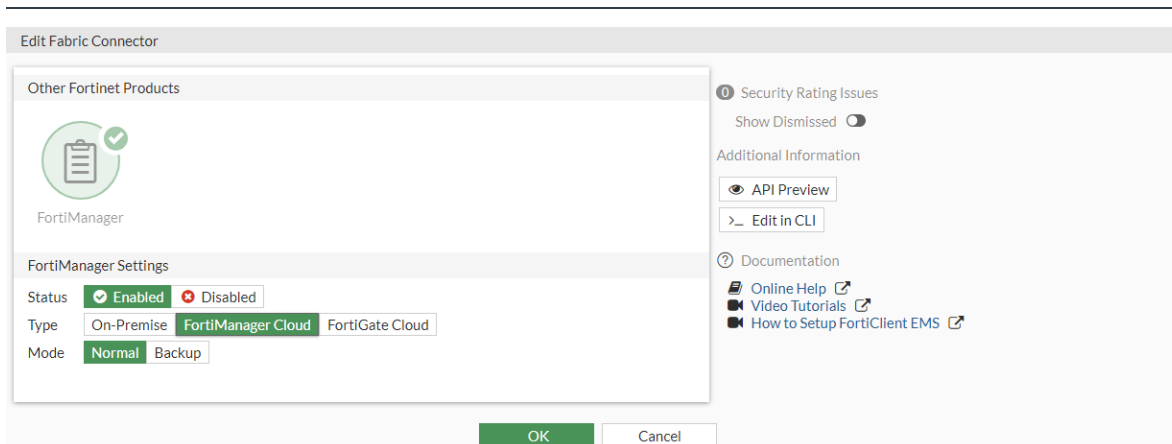 Edit Fabric Connector
Other Fortinet Products
FortiManager
FortiManager Settings
Status Enabled Disabled
Type On-Premise FortiManager Cloud FortiGate Cloud
Mode Normal Backup
0 Security Rating Issues
Show Dismissed
Additional Information
API Preview
>_ Edit in CLI
? Documentation
Online Help
Video Tutorials
How to Setup FortiClient EMS
OK Cancel